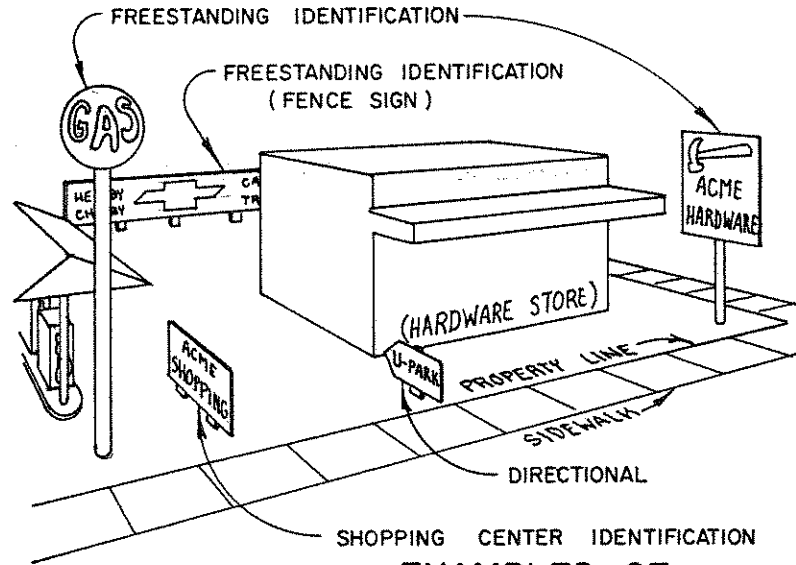 FREESTANDING IDENTIFICATION
FREESTANDING IDENTIFICATION
(FENCE SIGN)
GAS
CA
ACME
HARDWARE
(HARDWARE STORE)
ACME
SHOPPING
U-PARK
PROPERTY LINE
SIDEWALK
DIRECTIONAL
SHOPPING CENTER IDENTIFICATION